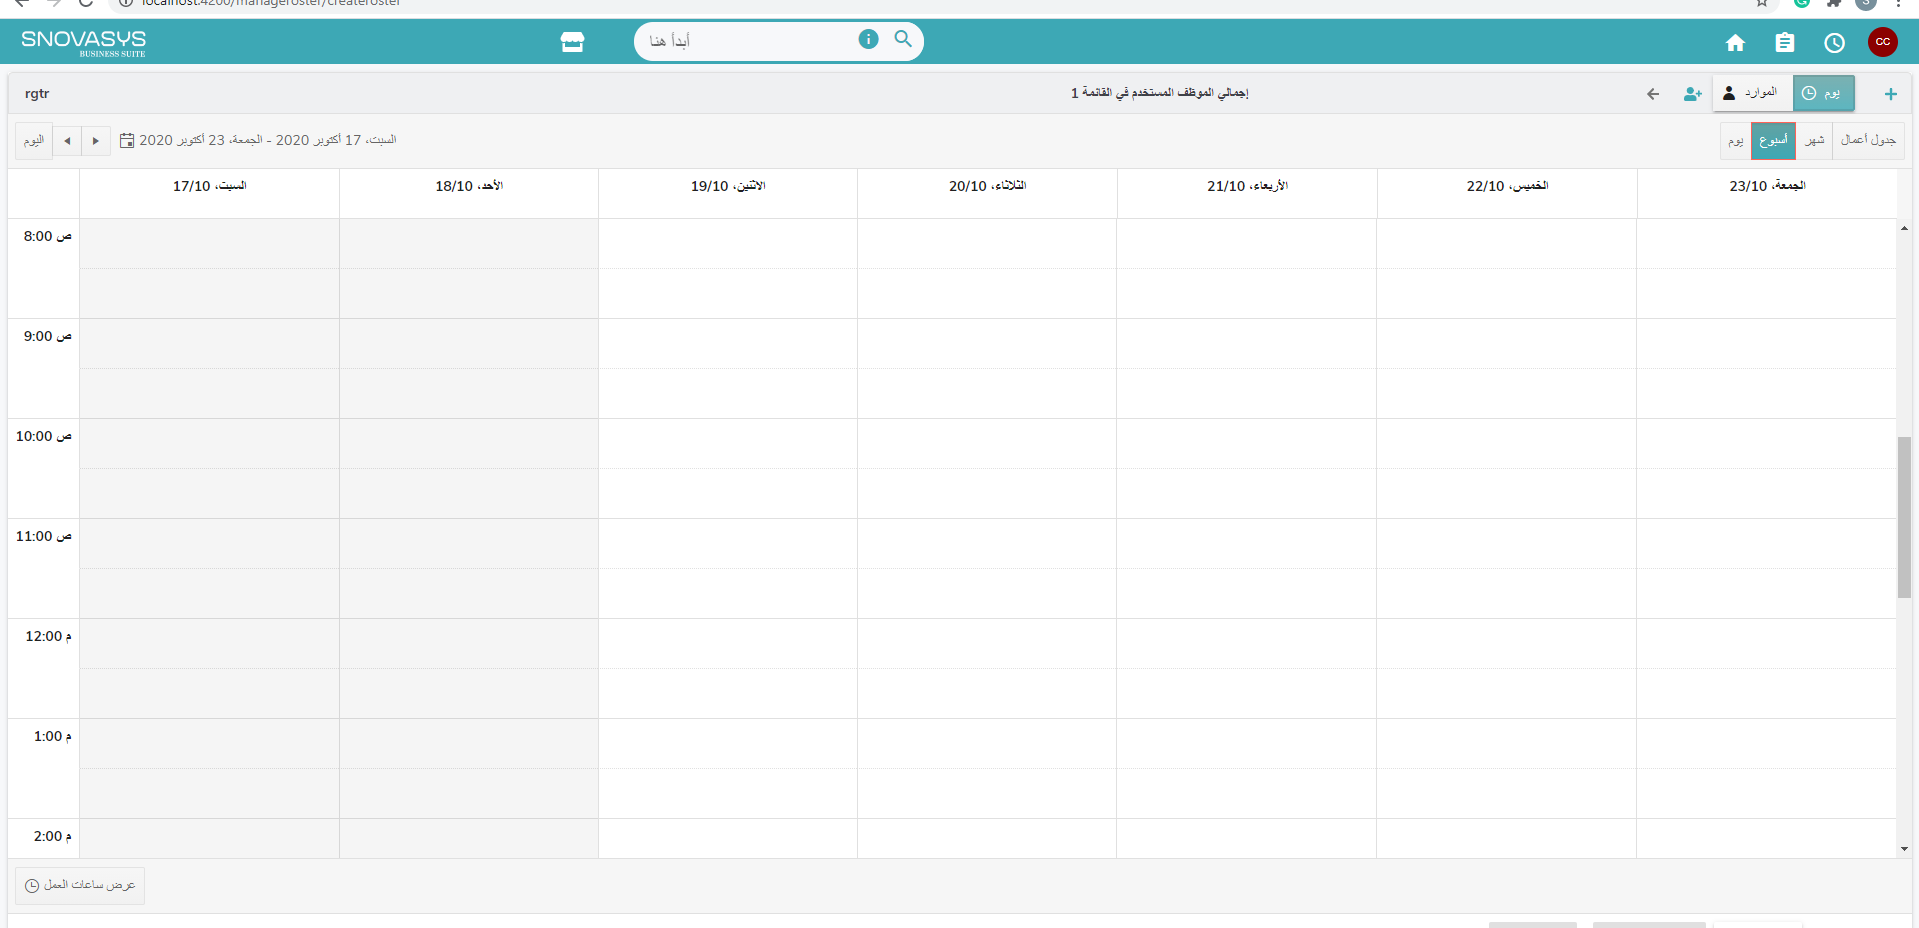 localhost:4200/manageroster/createroster
SNOVASYS
BUSINESS SUITE
أبدأ هنا
CC
rgtr
إجمالي الموظف المستخدم في القائمة 1
الموارد
يوم
اليوم
السبت، 17 أكتوبر 2020 - الجمعة، 23 أكتوبر 2020
يوم
أسبوع
شهر
جدول أعمال
السبت، 17/10
الأحد، 18/10
الاثنين، 19/10
الثلاثاء، 20/10
الأربعاء، 21/10
الخميس، 22/10
الجمعة، 23/10
8:00 ص
9:00 ص
10:00 ص
11:00 ص
12:00 م
1:00 م
2:00 م
عرض ساعات العمل